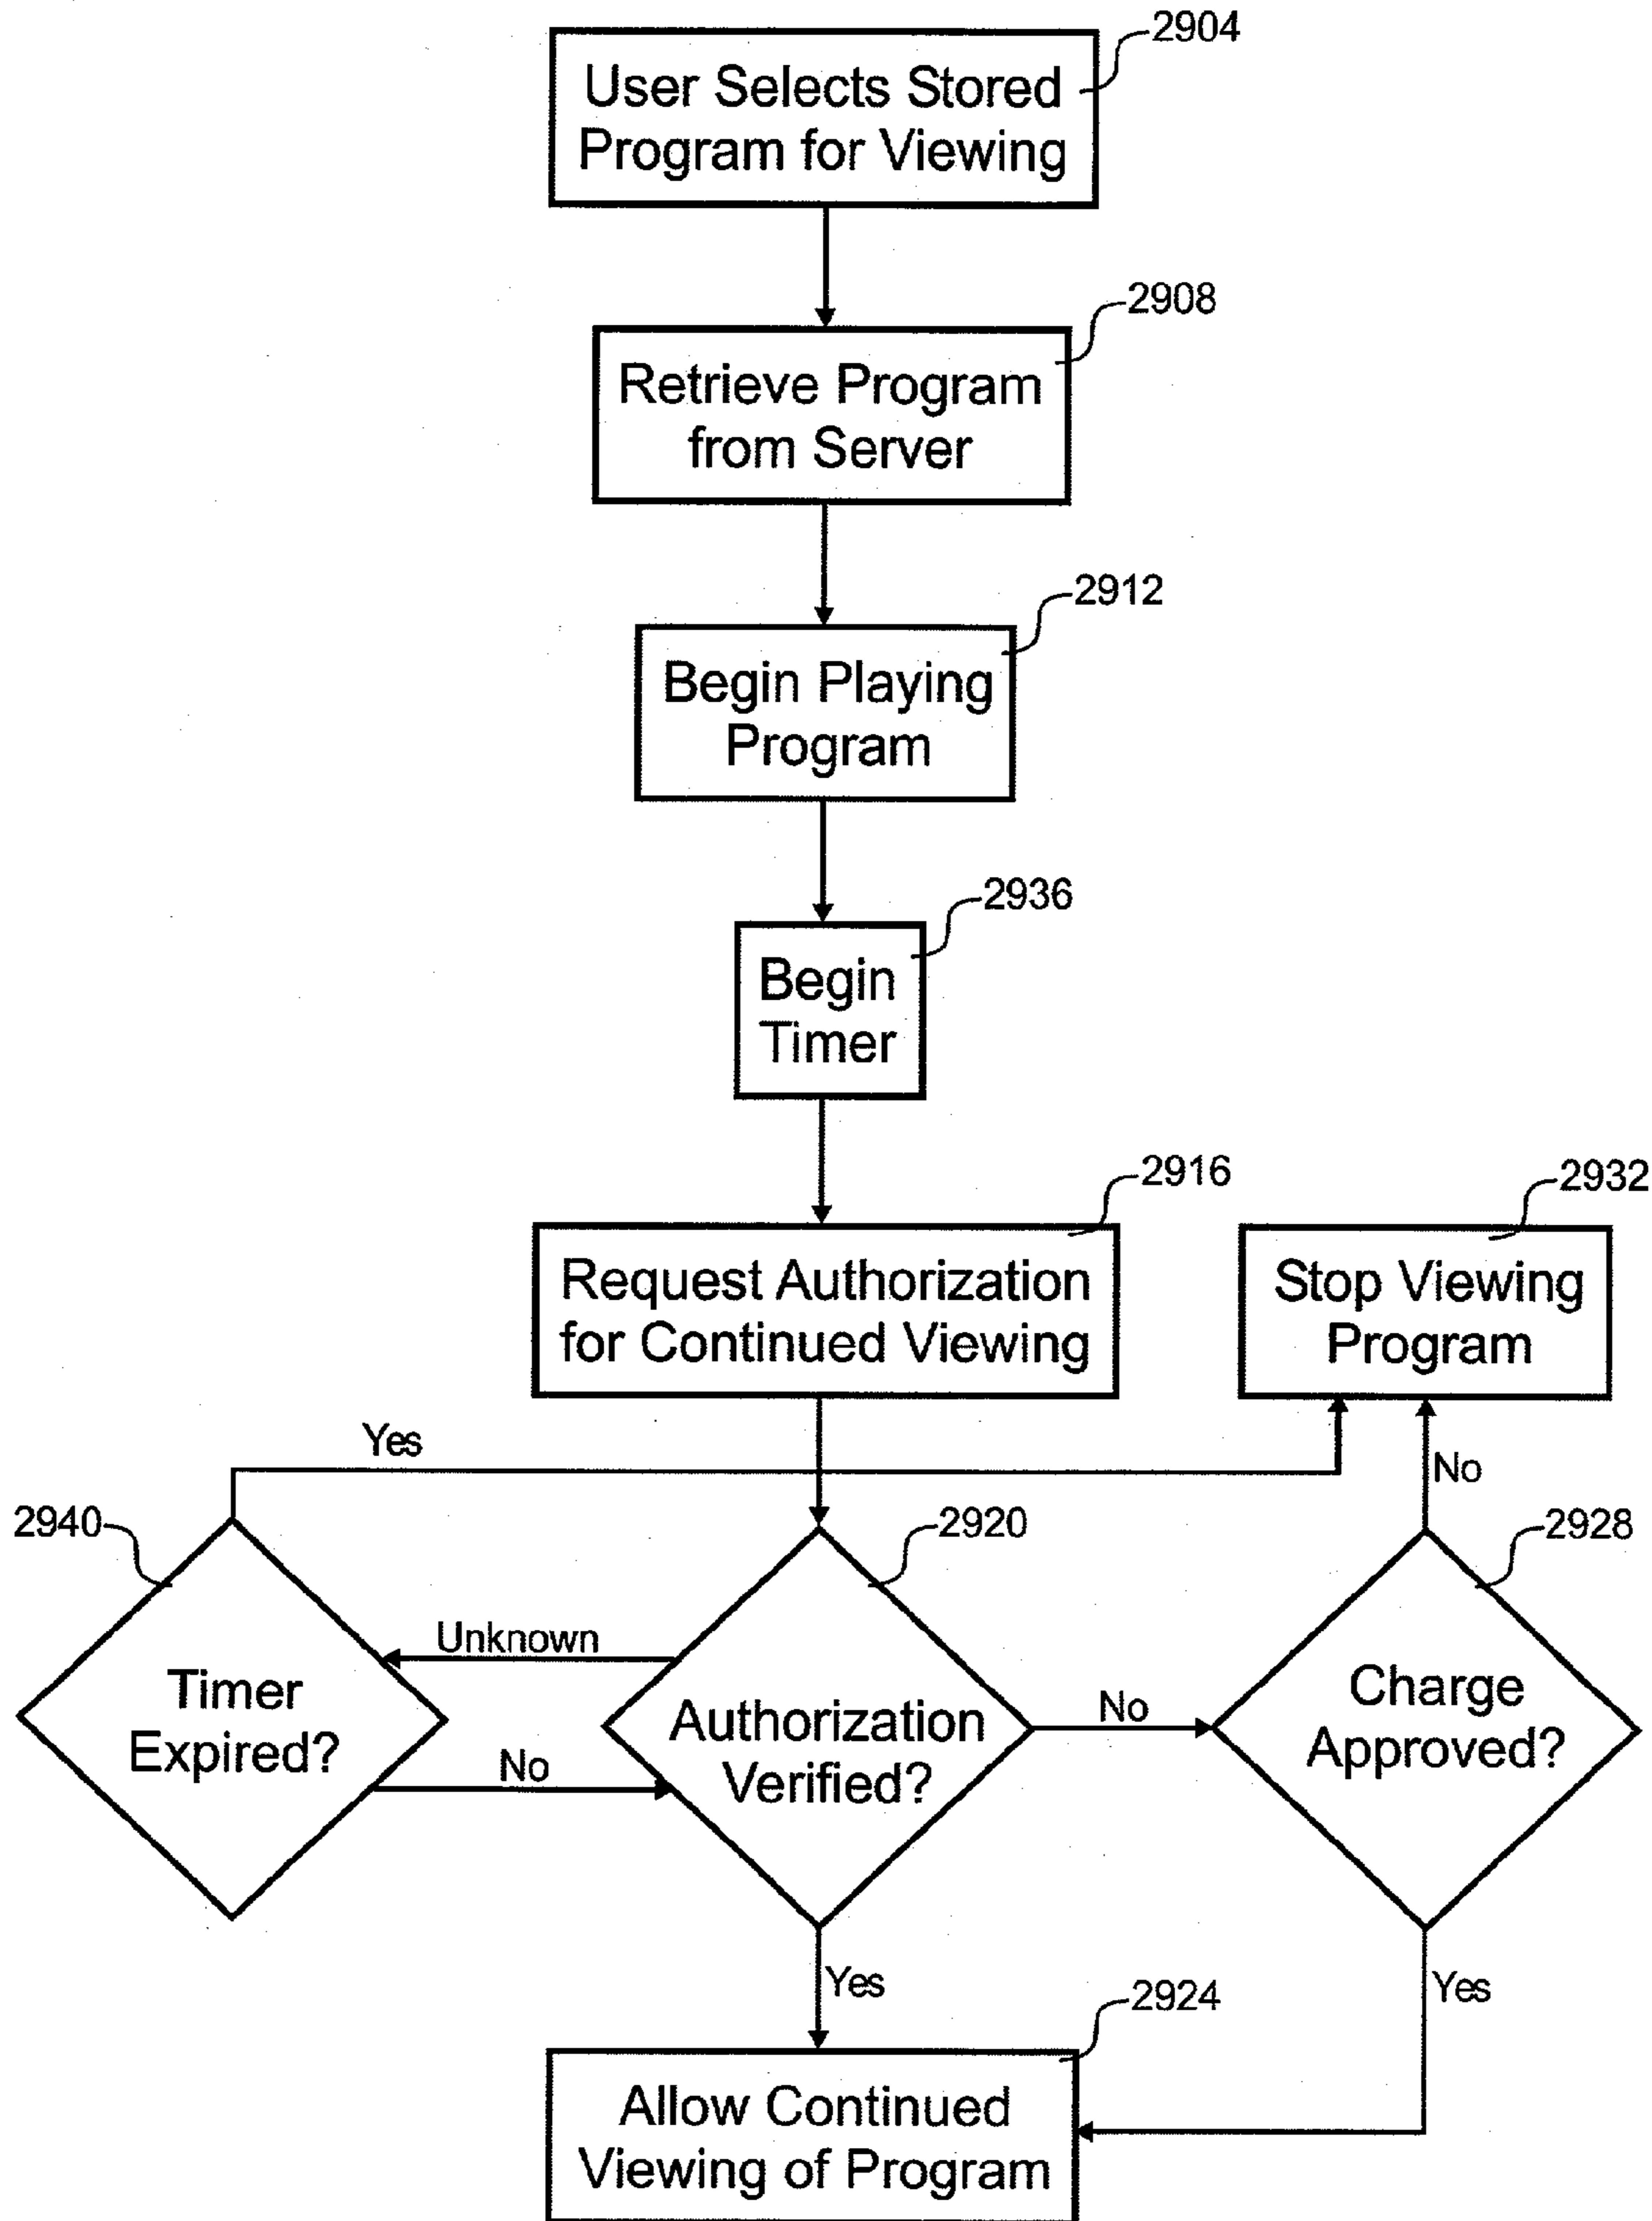 2904
User Selects Stored
Program for Viewing
2908
Retrieve Program
from Server
2912
Begin Playing
Program
2936
Begin
Timer
2916
Request Authorization
for Continued Viewing
2932
Stop Viewing
Program
Yes
No
2940
Timer
Expired?
Unknown
No
2920
Authorization
Verified?
No
2928
Charge
Approved?
Yes
Yes
2924
Allow Continued
Viewing of Program